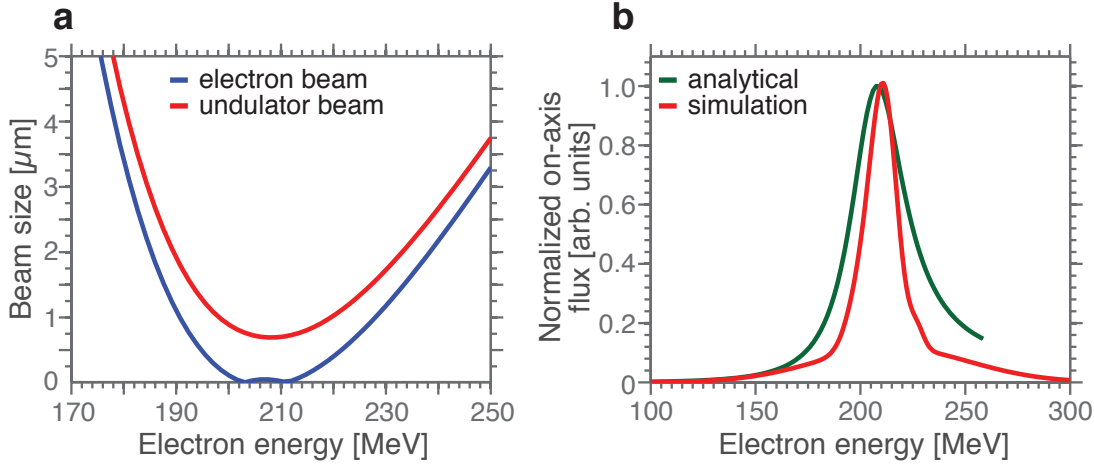 a
Beam size [µm]
5
4
3
2
1
0
electron beam
undulator beam
170
190
210
230
250
Electron energy [MeV]
b
Normalized on-axis
flux [arb. units]
1.0
0.8
0.6
0.4
0.2
0
analytical
simulation
100
150
200
250
300
Electron energy [MeV]